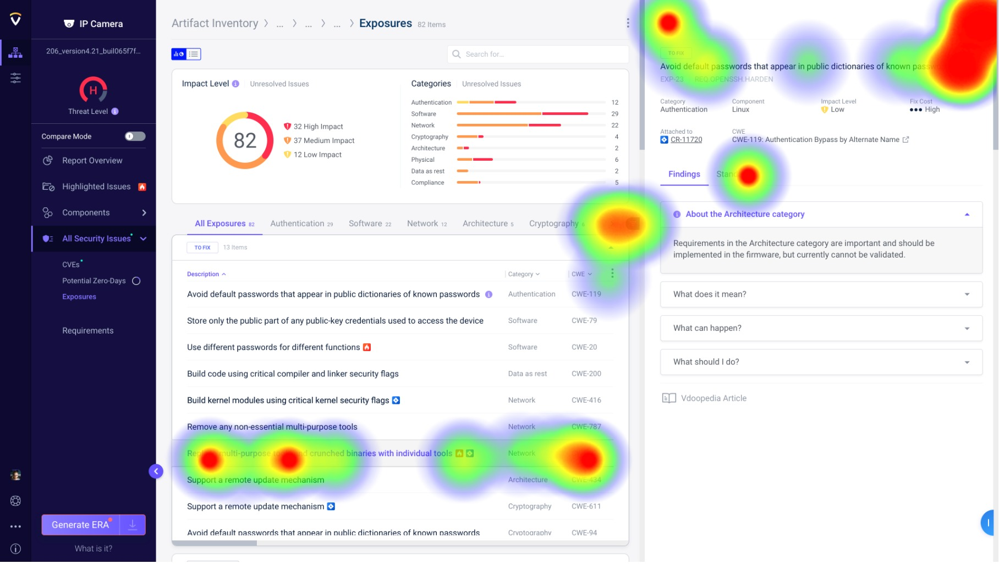 IP Camera
206_version4.21_buil065f7f...
H
Threat Level
Compare Mode
Report Overview
Highlighted Issues
Components
All Security Issues
CVEs
Potential Zero-Days
Exposures
Requirements
Generate ERA
What is it?
Artifact Inventory > ... > ... > ... > Exposures 82 Items
Search for...
Impact Level Unresolved Issues
82
32 High Impact
37 Medium Impact
12 Low Impact
Categories Unresolved Issues
Authentication 12
Software 29
Network 22
Cryptography 4
Architecture 2
Physical 6
Data as rest 2
Compliance 5
All Exposures 82 Authentication 29 Software 22 Network 12 Architecture 5 Cryptography 6
TO FIX 13 Items
Description Category CWE
Avoid default passwords that appear in public dictionaries of known passwords Authentication CWE-119
Store only the public part of any public-key credentials used to access the device Software CWE-79
Use different passwords for different functions Software CWE-20
Build code using critical compiler and linker security flags Data as rest CWE-200
Build kernel modules using critical kernel security flags Network CWE-416
Remove any non-essential multi-purpose tools Network CWE-787
multi-purpose crunched binaries with individual tools Network
Support a remote update mechanism Architecture CWE-434
Support a remote update mechanism Cryptography CWE-611
Avoid default passwords that appear in public dictionaries of known passwords Cryptography CWE-94
TO FIX
Avoid default passwords that appear in public dictionaries of known
EXP-23 REQ.OPENSSH.HARDEN
Category Component Impact Level Fix Cost
Authentication Linux Low High
Attached to CWE
CR-11720 CWE-119: Authentication Bypass by Alternate Name
Findings
About the Architecture category
Requirements in the Architecture category are important and should be
implemented in the firmware, but currently cannot be validated.
What does it mean?
What can happen?
What should I do?
Vdoopedia Article